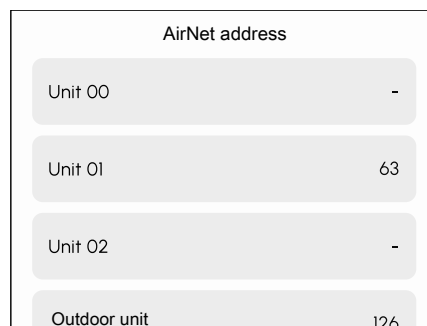 AirNet address
Unit 00 -
Unit 01 63
Unit 02 -
Outdoor unit 126